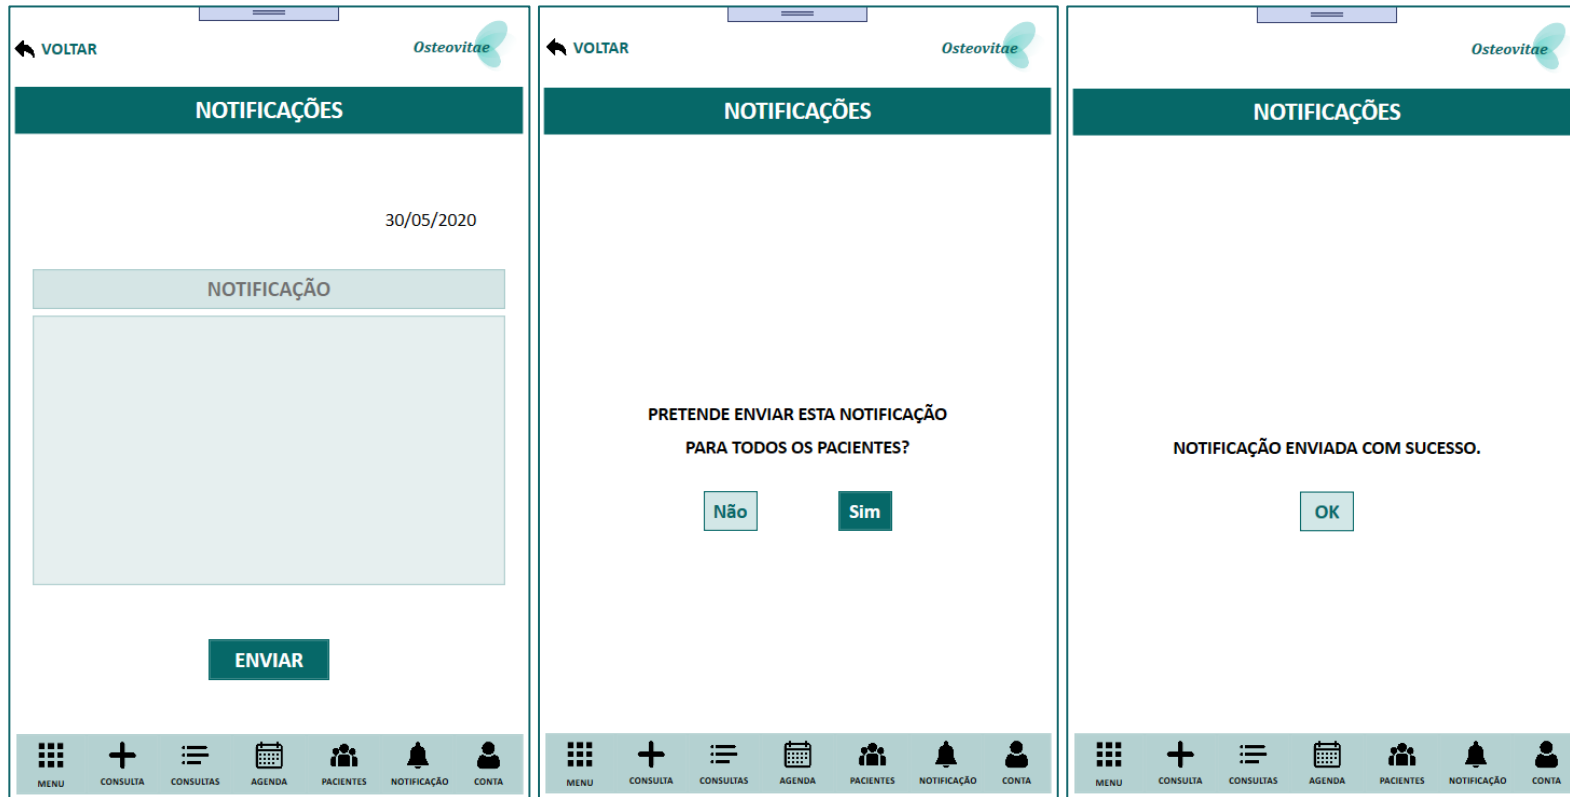 VOLTAR
Osteovitae
NOTIFICAÇÕES
30/05/2020
NOTIFICAÇÃO
ENVIAR
MENU
CONSULTA
CONSULTAS
AGENDA
PACIENTES
NOTIFICAÇÃO
CONTA
VOLTAR
Osteovitae
NOTIFICAÇÕES
PRETENDE ENVIAR ESTA NOTIFICAÇÃO
PARA TODOS OS PACIENTES?
Não
Sim
MENU
CONSULTA
CONSULTAS
AGENDA
PACIENTES
NOTIFICAÇÃO
CONTA
Osteovitae
NOTIFICAÇÕES
NOTIFICAÇÃO ENVIADA COM SUCESSO.
OK
MENU
CONSULTA
CONSULTAS
AGENDA
PACIENTES
NOTIFICAÇÃO
CONTA